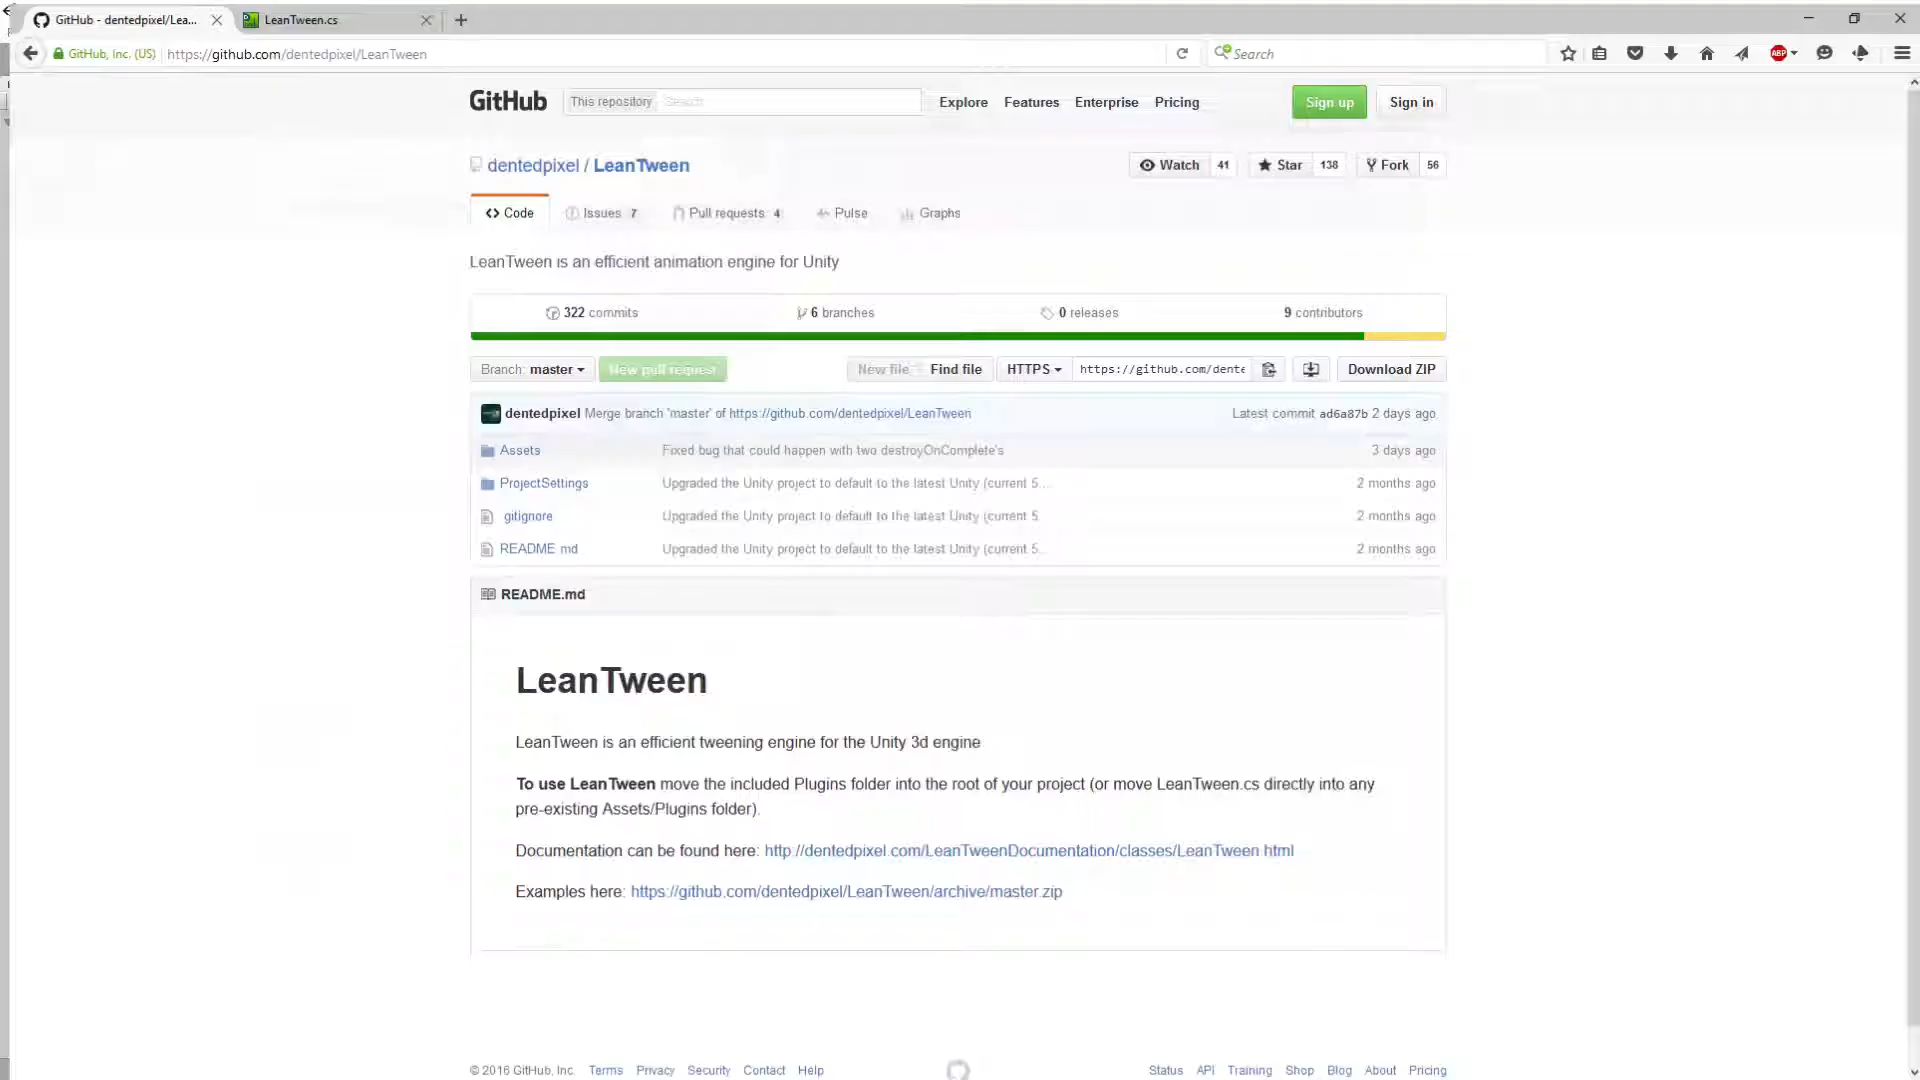 GitHub - dentedpixel/Lea...
LeanTween.cs
GitHub, Inc. (US)
https://github.com/dentedpixel/LeanTween
Search
ABP
GitHub
This repository
Search
Explore
Features
Enterprise
Pricing
Sign up
Sign in
dentedpixel / LeanTween
Watch 41
Star 138
Fork 56
Code
Issues 7
Pull requests 4
Pulse
Graphs
LeanTween is an efficient animation engine for Unity
322 commits
6 branches
0 releases
9 contributors
Branch: master
New pull request
New file
Find file
HTTPS
https://github.com/dente
Download ZIP
dentedpixel Merge branch 'master' of https://github.com/dentedpixel/LeanTween
Latest commit ad6a87b 2 days ago
Assets
Fixed bug that could happen with two destroyOnComplete's
3 days ago
ProjectSettings
Upgraded the Unity project to default to the latest Unity (current 5...
2 months ago
gitignore
Upgraded the Unity project to default to the latest Unity (current 5
2 months ago
README md
Upgraded the Unity project to default to the latest Unity (current 5...
2 months ago
README.md
LeanTween
LeanTween is an efficient tweening engine for the Unity 3d engine
To use LeanTween move the included Plugins folder into the root of your project (or move LeanTween.cs directly into any
pre-existing Assets/Plugins folder).
Documentation can be found here: http://dentedpixel.com/LeanTweenDocumentation/classes/LeanTween html
Examples here: https://github.com/dentedpixel/LeanTween/archive/master.zip
© 2016 GitHub, Inc.
Terms
Privacy
Security
Contact
Help
Status
API
Training
Shop
Blog
About
Pricing